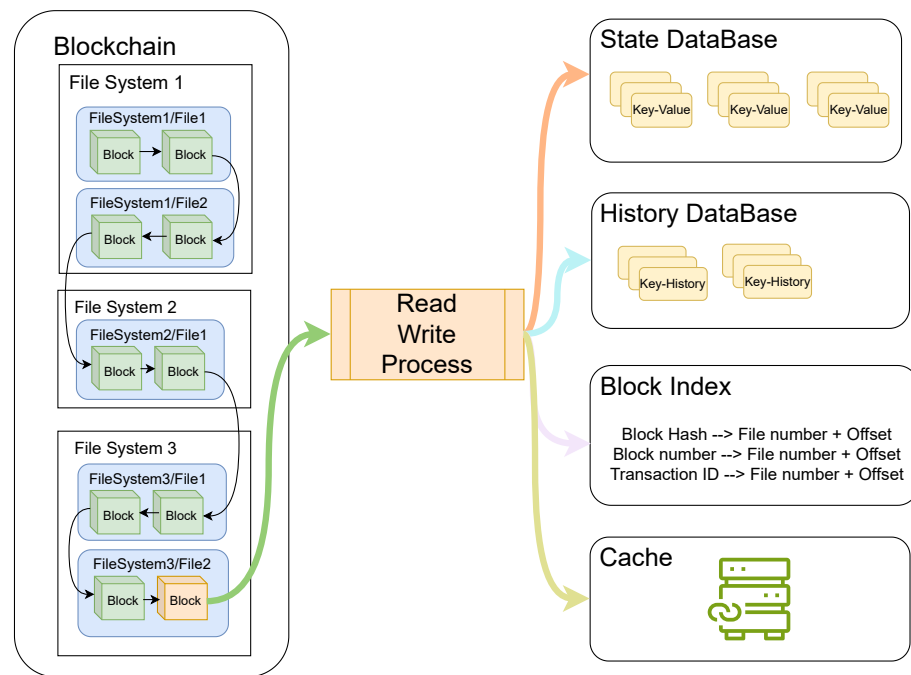 Blockchain
File System 1
FileSystem1/File1
Block
Block
FileSystem1/File2
Block
Block
File System 2
FileSystem2/File1
Block
Block
File System 3
FileSystem3/File1
Block
Block
FileSystem3/File2
Block
Block
Read
Write
Process
State DataBase
Key-Value
Key-Value
Key-Value
History DataBase
Key-History
Key-History
Block Index
Block Hash --> File number + Offset
Block number --> File number + Offset
Transaction ID --> File number + Offset
Cache